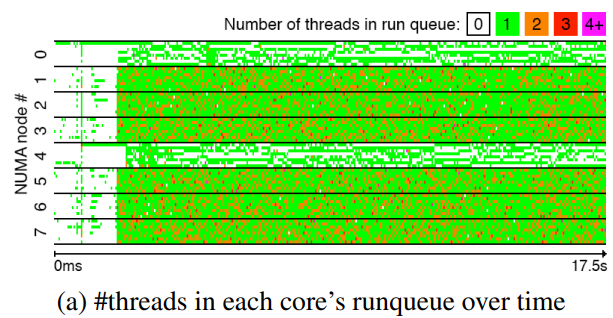 Number of threads in run queue: 0 1 2 3 4+
NUMA node #
0
1
2
3
4
5
6
7
0ms 17.5s
(a) #threads in each core's runqueue over time